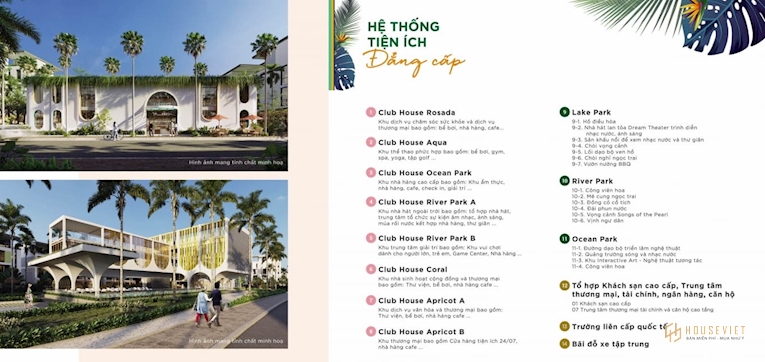 Hình ảnh mang tính chất minh hoạ
Hình ảnh mang tính chất minh hoạ
HỆ THỐNG
TIỆN ÍCH
Đẳng cấp
1 Club House Rosada
Khu dịch vụ chăm sóc sức khỏe và dịch vụ
thương mại bao gồm: bể bơi, nhà hàng, cafe...
2 Club House Aqua
Khu thể thao phức hợp bao gồm: bể bơi, gym,
spa, yoga, tập golf ...
3 Club House Ocean Park
Khu nhà hàng cao cấp bao gồm: Khu ẩm thực,
nhà hàng, cafe, check in, giải trí ...
4 Club House River Park A
Khu nhà hát ngoài trời bao gồm: tổ hợp nhà hát,
trung tâm tổ chức sự kiện âm nhạc, ánh sáng,
múa rối nước kết hợp nhà hàng, thư giãn ...
5 Club House River Park B
Khu trung tâm giải trí bao gồm: Khu vui chơi
dành cho người lớn, trẻ em, Game Center, Nhà hàng ...
6 Club House Coral
Khu nhà sinh hoạt cộng đồng và thương mại
bao gồm: Thư viện, bể bơi, nhà hàng cafe ...
7 Club House Apricot A
Khu dịch vụ văn hóa và thương mại bao gồm:
Thư viện, bể bơi, nhà hàng cafe ...
8 Club House Apricot B
Khu thương mại bao gồm Cửa hàng tiện ích 24/07,
nhà hàng cafe ...
9 Lake Park
9-1. Hồ điều hòa
9-2. Nhà hát lan tỏa Dream Theater trình diễn
nhạc nước, ánh sáng
9-3. Sân khấu nổi để xem nhạc nước và thư giãn
9-4. Chòi vọng cảnh
9-5. Lối dạo bộ ven hồ
9-6. Chòi nghỉ ngọc trai
9-7. Vườn nướng BBQ
10 River Park
10-1. Công viên hoa
10-2. Mê cung ngọc trai
10-3. Đồng cỏ cổ tích
10-4. Đài phun nước
10-5. Vọng cảnh Songs of the Pearl
10-6. Vịnh ngư dân
11 Ocean Park
11-1. Đường dạo bộ triển lãm nghệ thuật
11-2. Quảng trường sóng và nhạc nước
11-3. Khu Interactive Art - Nghệ thuật tương tác
11-4. Công viên hoa
12 Tổ hợp Khách sạn cao cấp, Trung tâm
thương mại, tài chính, ngân hàng, căn hộ
01 Khách sạn cao cấp
07 Trung tâm thương mại tài chính và căn hộ cao tầng
13 Trường liên cấp quốc tế
14 Bãi đỗ xe tập trung
HOUSEVIET
BÁN MIỄN PHÍ - MUA NHƯ Ý